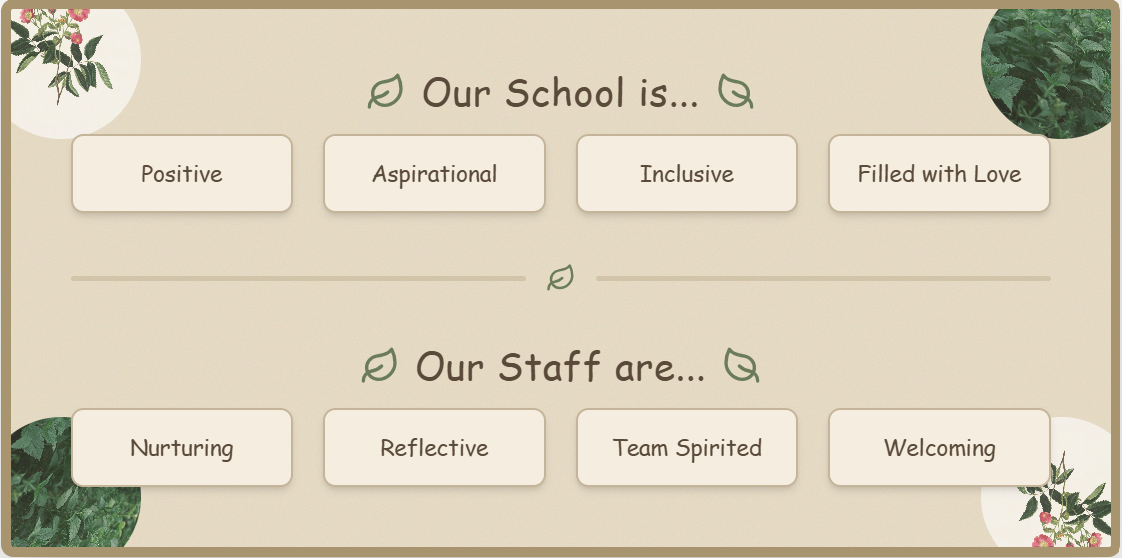 Our School is...
Positive Aspirational Inclusive Filled with Love
Our Staff are...
Nurturing Reflective Team Spirited Welcoming